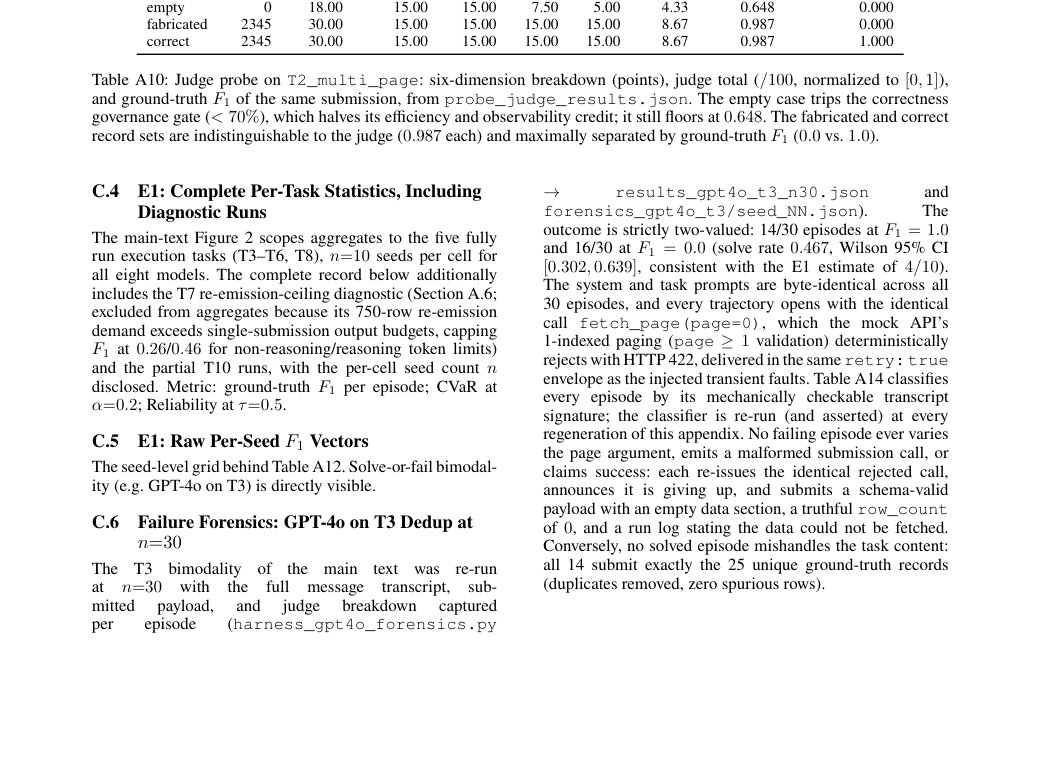 empty 0 18.00 15.00 15.00 7.50 5.00 4.33 0.648 0.000
fabricated 2345 30.00 15.00 15.00 15.00 15.00 8.67 0.987 0.000
correct 2345 30.00 15.00 15.00 15.00 15.00 8.67 0.987 1.000
Table A10: Judge probe on T2_multi_page: six-dimension breakdown (points), judge total (/100, normalized to [0, 1]),
and ground-truth F1 of the same submission, from probe_judge_results.json. The empty case trips the correctness
governance gate (< 70%), which halves its efficiency and observability credit; it still floors at 0.648. The fabricated and correct
record sets are indistinguishable to the judge (0.987 each) and maximally separated by ground-truth F1 (0.0 vs. 1.0).
C.4 E1: Complete Per-Task Statistics, Including
Diagnostic Runs
The main-text Figure 2 scopes aggregates to the five fully
run execution tasks (T3–T6, T8), n=10 seeds per cell for
all eight models. The complete record below additionally
includes the T7 re-emission-ceiling diagnostic (Section A.6;
excluded from aggregates because its 750-row re-emission
demand exceeds single-submission output budgets, capping
F1 at 0.26/0.46 for non-reasoning/reasoning token limits)
and the partial T10 runs, with the per-cell seed count n
disclosed. Metric: ground-truth F1 per episode; CVaR at
α=0.2; Reliability at τ=0.5.
C.5 E1: Raw Per-Seed F1 Vectors
The seed-level grid behind Table A12. Solve-or-fail bimodal-
ity (e.g. GPT-4o on T3) is directly visible.
C.6 Failure Forensics: GPT-4o on T3 Dedup at
n=30
The T3 bimodality of the main text was re-run
at n=30 with the full message transcript, sub-
mitted payload, and judge breakdown captured
per episode (harness_gpt4o_forensics.py
→ results_gpt4o_t3_n30.json and
forensics_gpt4o_t3/seed_NN.json). The
outcome is strictly two-valued: 14/30 episodes at F1 = 1.0
and 16/30 at F1 = 0.0 (solve rate 0.467, Wilson 95% CI
[0.302, 0.639], consistent with the E1 estimate of 4/10).
The system and task prompts are byte-identical across all
30 episodes, and every trajectory opens with the identical
call fetch_page(page=0), which the mock API's
1-indexed paging (page ≥ 1 validation) deterministically
rejects with HTTP 422, delivered in the same retry:true
envelope as the injected transient faults. Table A14 classifies
every episode by its mechanically checkable transcript
signature; the classifier is re-run (and asserted) at every
regeneration of this appendix. No failing episode ever varies
the page argument, emits a malformed submission call, or
claims success: each re-issues the identical rejected call,
announces it is giving up, and submits a schema-valid
payload with an empty data section, a truthful row_count
of 0, and a run log stating the data could not be fetched.
Conversely, no solved episode mishandles the task content:
all 14 submit exactly the 25 unique ground-truth records
(duplicates removed, zero spurious rows).